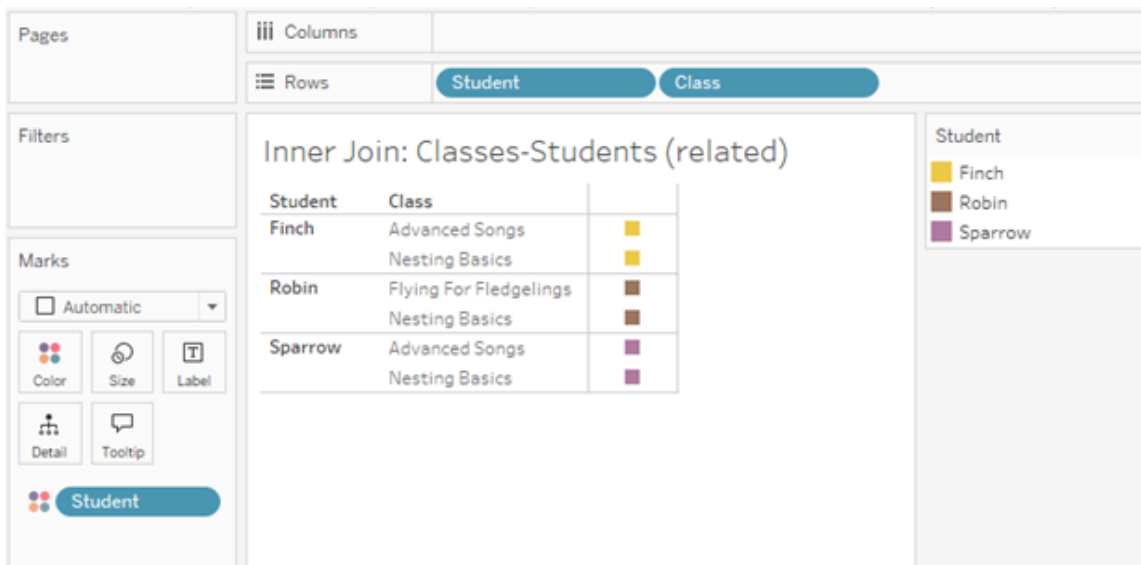 Pages
Columns
Rows
Student Class
Filters
Inner Join: Classes-Students (related)
Student Class
Finch Advanced Songs
Nesting Basics
Robin Flying For Fledgelings
Nesting Basics
Sparrow Advanced Songs
Nesting Basics
Student
Finch
Robin
Sparrow
Marks
Automatic
Color Size Label
Detail Tooltip
Student